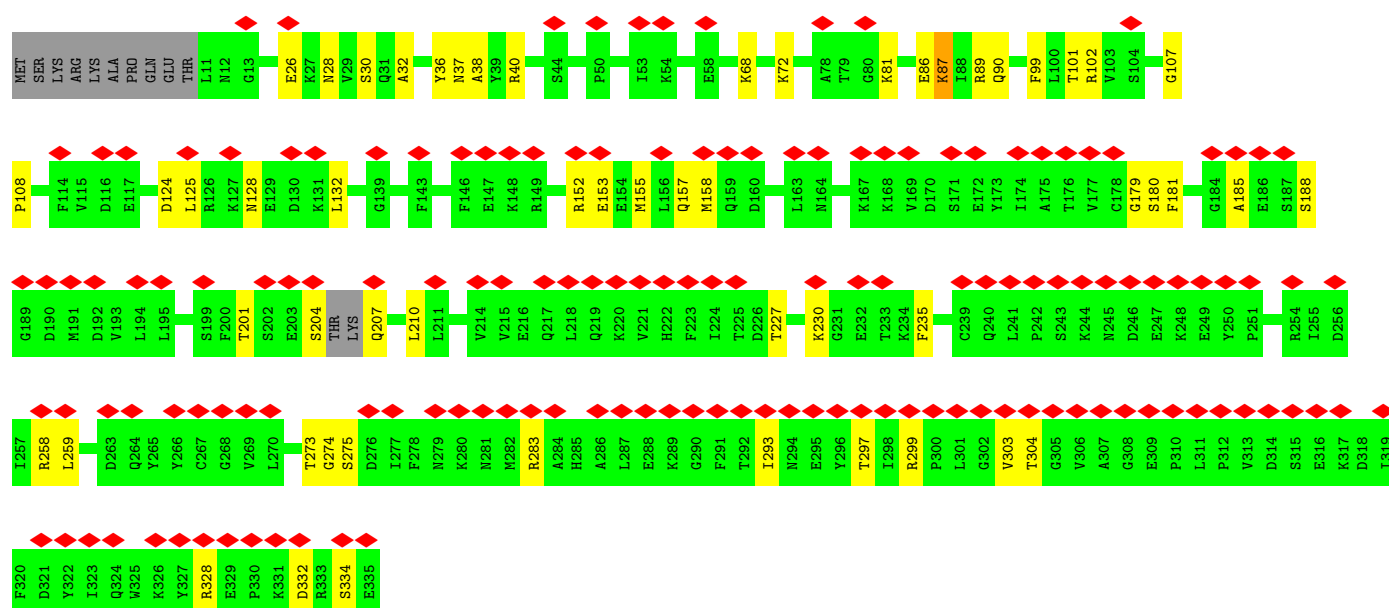 MET SER LYS ARG LYS ALA PRO GLN GLU THR L11 N12 G13 E26 K27 N28 V29 S30 Q31 A32 Y36 N37 A38 Y39 R40 S44 P50 I53 K54 E58 K68 K72 A78 T79 G80 K81 E86 K87 I88 R89 Q90 F99 L100 T101 R102 V103 S104 G107
P108 F114 V115 D116 E117 D124 L125 R126 K127 N128 E129 D130 K131 L132 G139 F143 F146 E147 K148 R149 R152 E153 E154 M155 L156 Q157 M158 Q159 D160 L163 N164 K167 K168 V169 D170 S171 E172 Y173 I174 A175 T176 V177 C178 G179 S180 F181 G184 A185 E186 S187 S188
G189 D190 M191 D192 V193 L194 L195 S199 F200 T201 S202 E203 S204 THR LYS Q207 L210 L211 V214 V215 E216 Q217 L218 Q219 K220 V221 H222 F223 I224 T225 D226 T227 K230 G231 E232 T233 K234 F235 C239 Q240 L241 P242 S243 K244 N245 D246 E247 K248 E249 Y250 P251 R254 I255 D256
I257 R258 L259 D263 Q264 Y265 Y266 C267 G268 V269 L270 T273 G274 S275 D276 I277 F278 N279 K280 N281 M282 R283 A284 H285 A286 L287 E288 K289 G290 F291 T292 I293 N294 E295 Y296 T297 I298 R299 P300 L301 G302 V303 T304 G305 V306 A307 G308 E309 P310 L311 P312 V313 D314 S315 E316 K317 D318 I319
F320 D321 Y322 I323 Q324 W325 K326 Y327 R328 E329 P330 K331 D332 R333 S334 E335